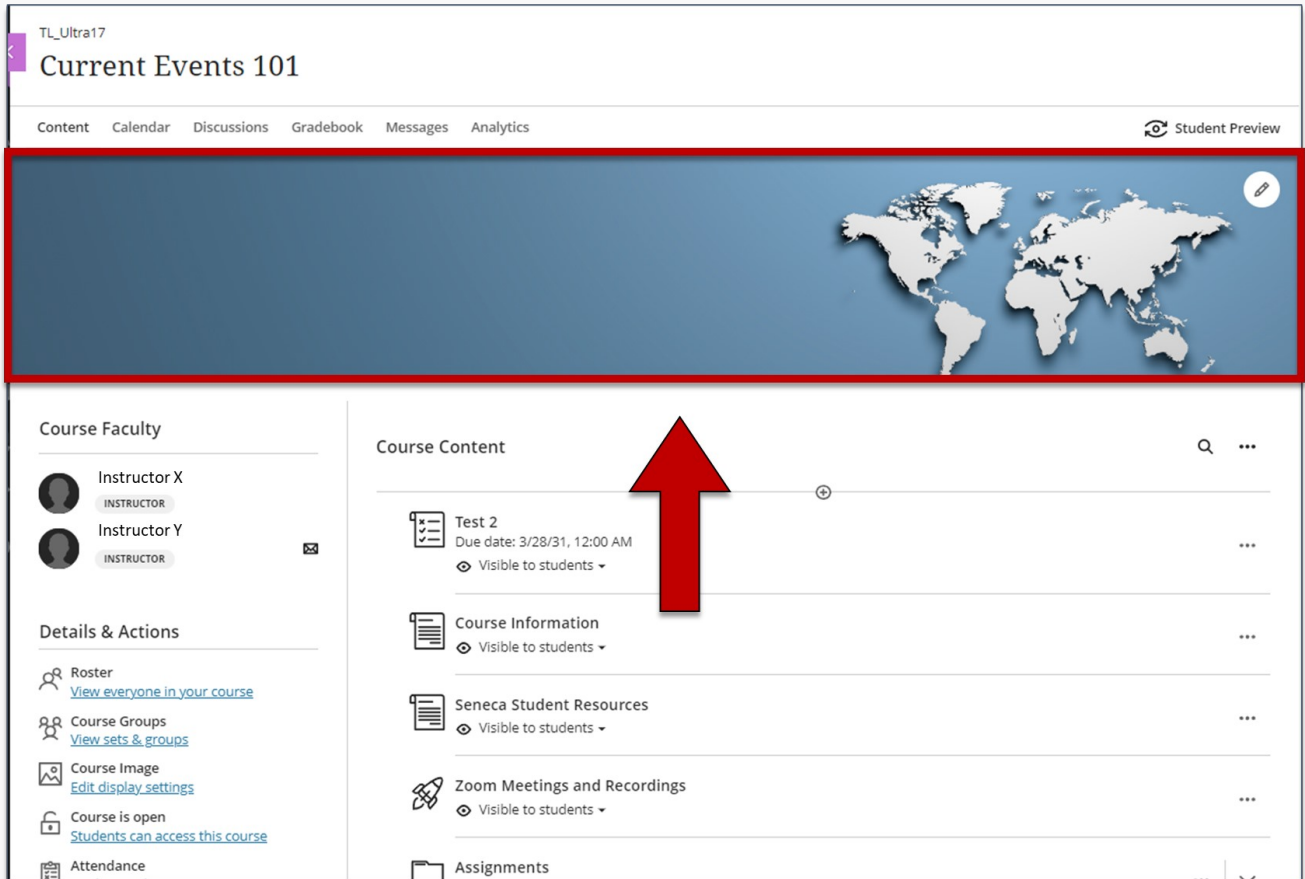 TL_Ultra17
Current Events 101
Content Calendar Discussions Gradebook Messages Analytics
Student Preview
Course Faculty
Instructor X
INSTRUCTOR
Instructor Y
INSTRUCTOR
Details & Actions
Roster
View everyone in your course
Course Groups
View sets & groups
Course Image
Edit display settings
Course is open
Students can access this course
Attendance
Course Content
Test 2
Due date: 3/28/31, 12:00 AM
Visible to students
Course Information
Visible to students
Seneca Student Resources
Visible to students
Zoom Meetings and Recordings
Visible to students
Assignments